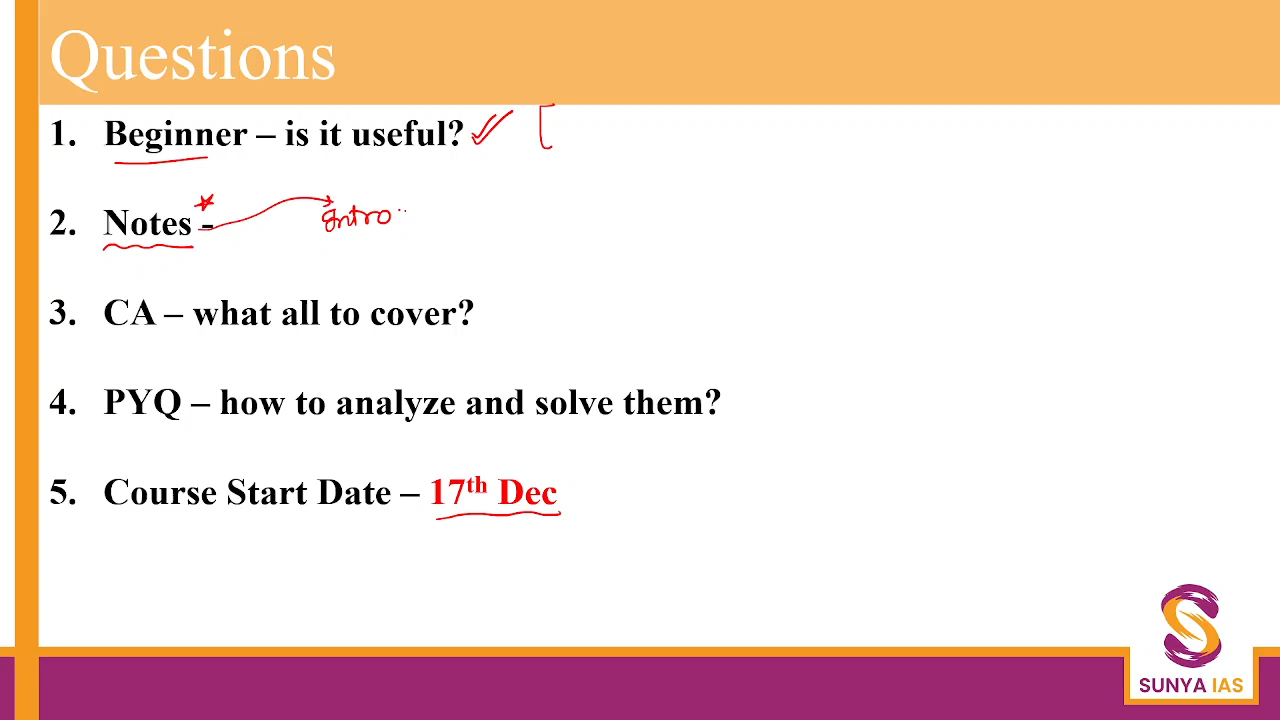 Questions
1. Beginner – is it useful?
2. Notes - Intro..
3. CA – what all to cover?
4. PYQ – how to analyze and solve them?
5. Course Start Date – 17th Dec
SUNYA IAS